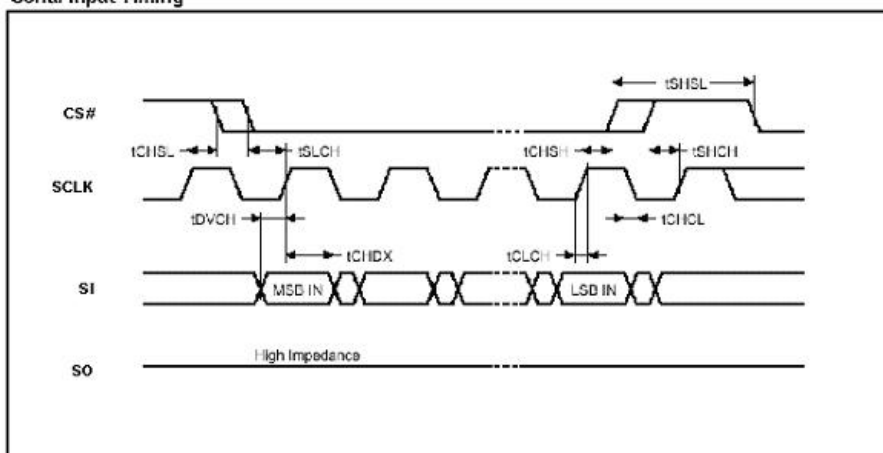 Serial Input Timing
tSHSL
CS#
tCHSL
tSLCH
tCHSH
tSHCH
SCLK
tDVCH
tCHCL
tCHDX
tCLCH
SI
MSB IN
LSB IN
High Impedance
SO